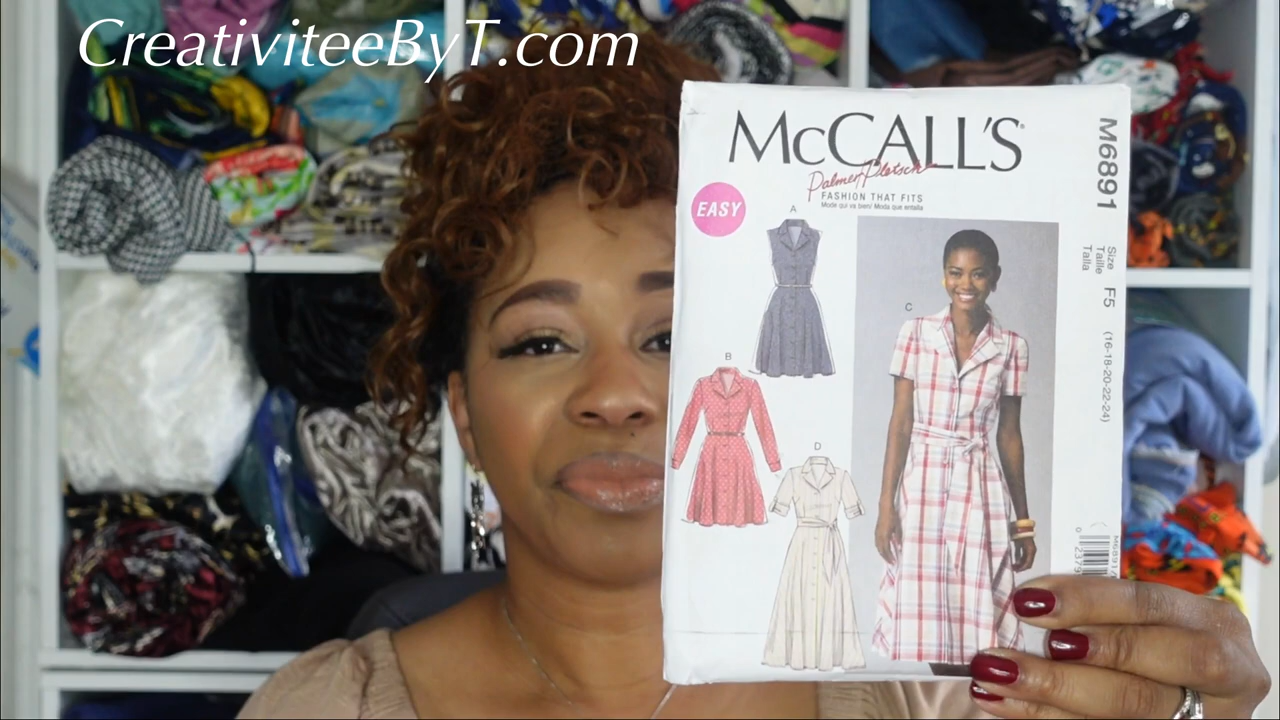 CreativiteeByT.com
McCALL'S®
Palmer/Pletsch
FASHION THAT FITS
Mode qui va bien! Moda que entalla
EASY
A
B
C
D
M6891
Size
Taille
Talla
F5
(16-18-20-22-24)